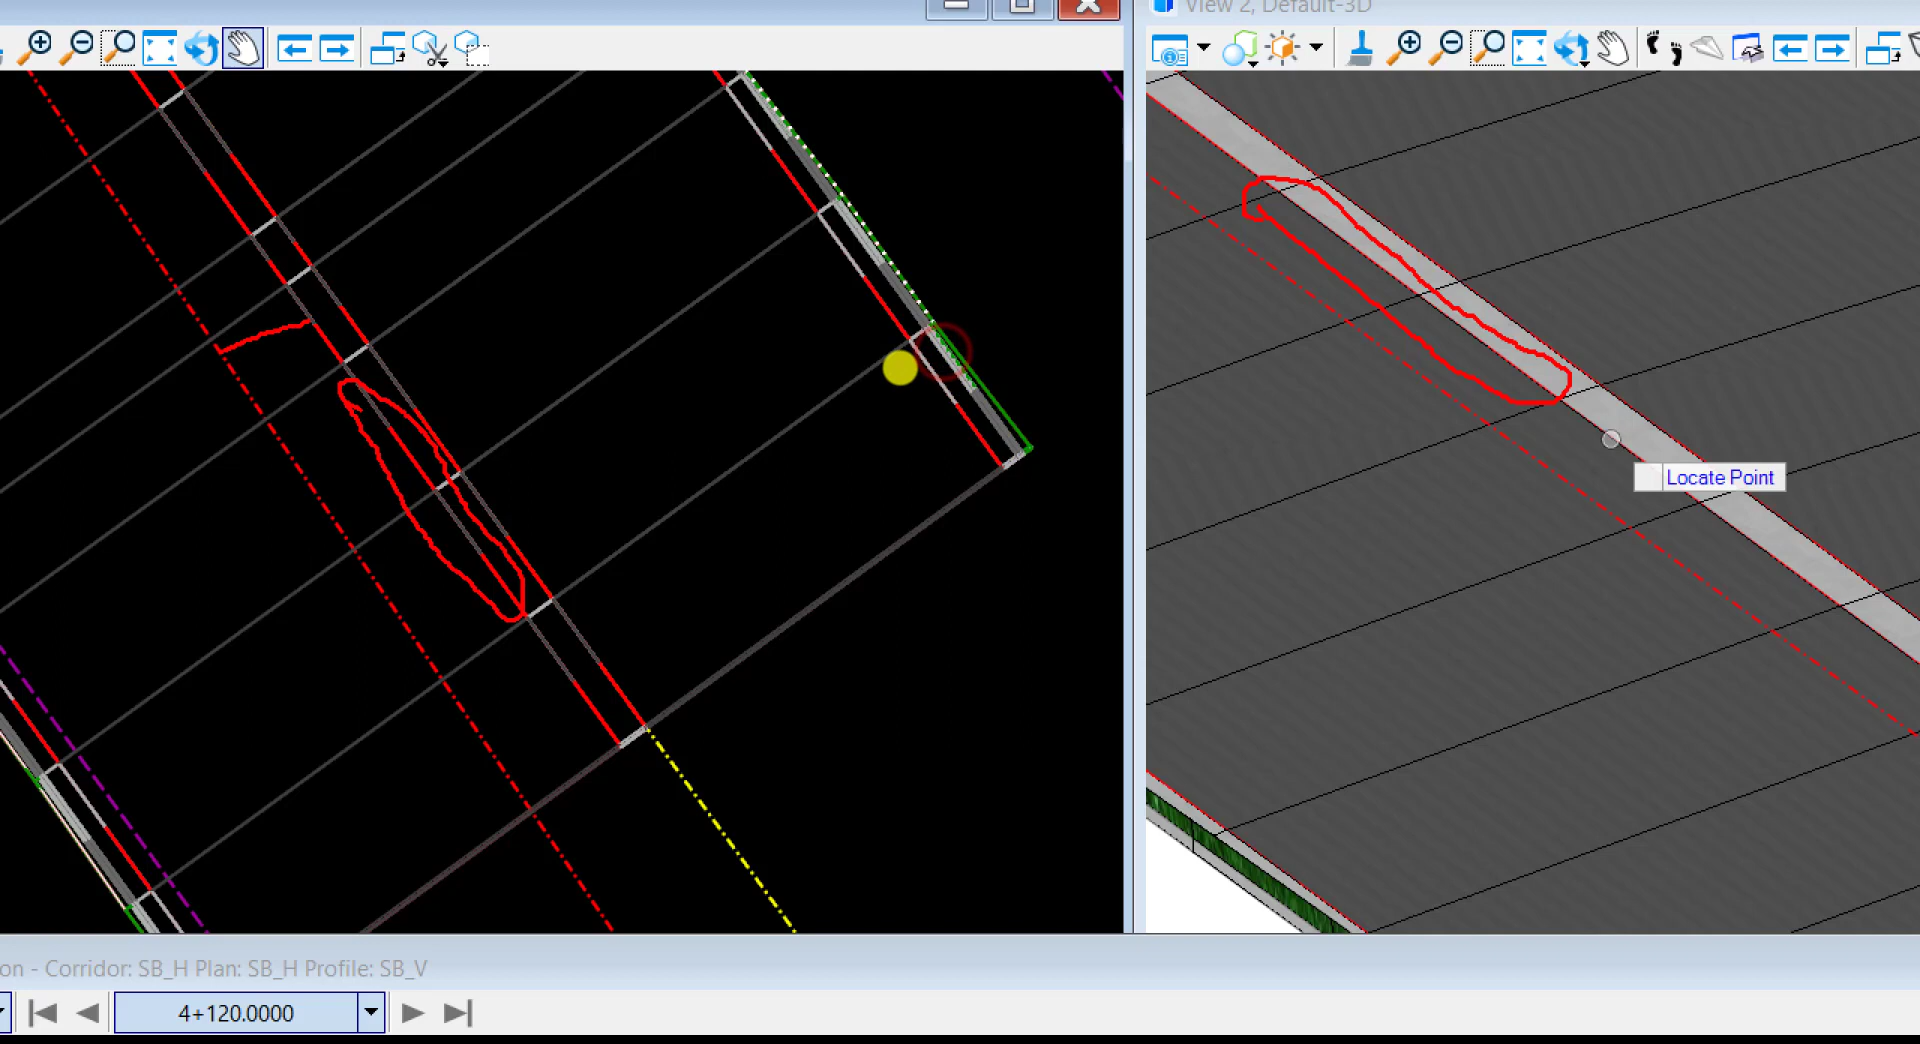 View 2, Default-3D
Locate Point
on - Corridor: SB_H Plan: SB_H Profile: SB_V
4+120.0000